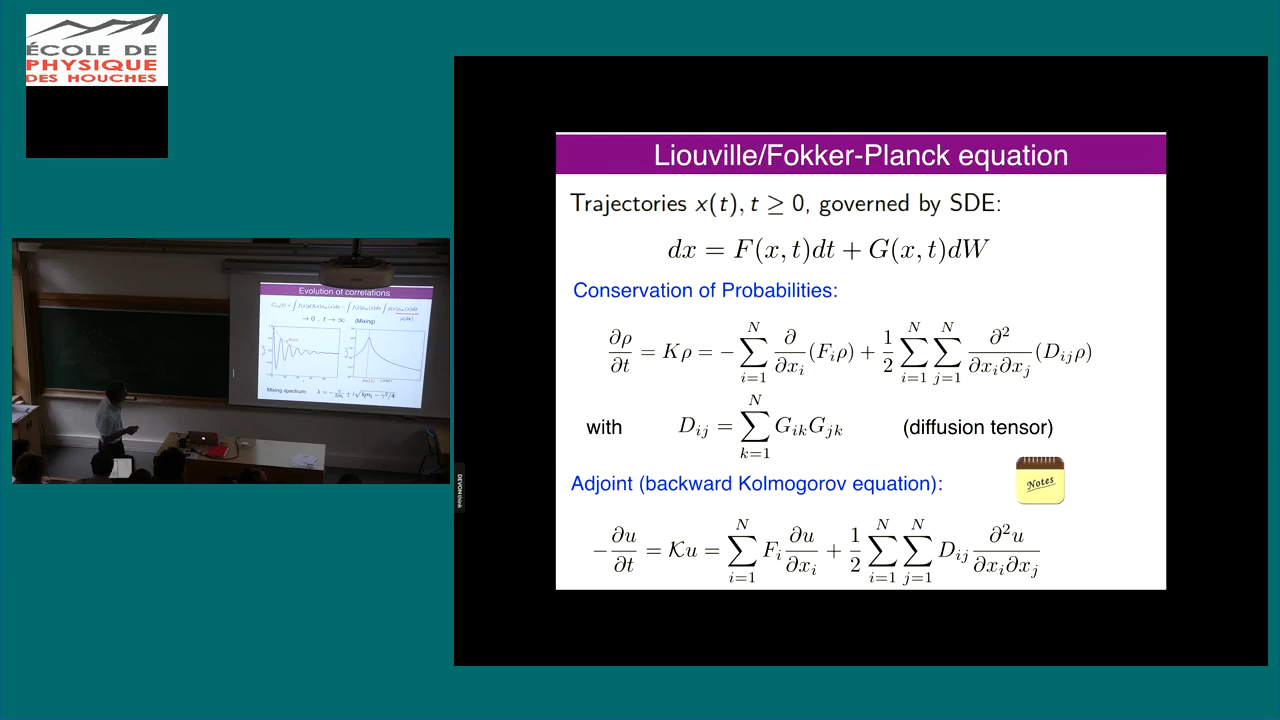 ÉCOLE DE
PHYSIQUE
DES HOUCHES
Evolution of correlations
(Mixing)
Mixing spectrum:
DEVONthink
Liouville/Fokker-Planck equation
Trajectories x(t), t ≥ 0, governed by SDE:
dx = F(x, t)dt + G(x, t)dW
Conservation of Probabilities:
∂ρ/∂t = Kρ = −∑_{i=1}^{N} ∂/∂x_i (F_i ρ) + 1/2 ∑_{i=1}^{N} ∑_{j=1}^{N} ∂²/∂x_i∂x_j (D_{ij} ρ)
with D_{ij} = ∑_{k=1}^{N} G_{ik} G_{jk} (diffusion tensor)
Notes
Adjoint (backward Kolmogorov equation):
−∂u/∂t = 𝒦u = ∑_{i=1}^{N} F_i ∂u/∂x_i + 1/2 ∑_{i=1}^{N} ∑_{j=1}^{N} D_{ij} ∂²u/∂x_i∂x_j